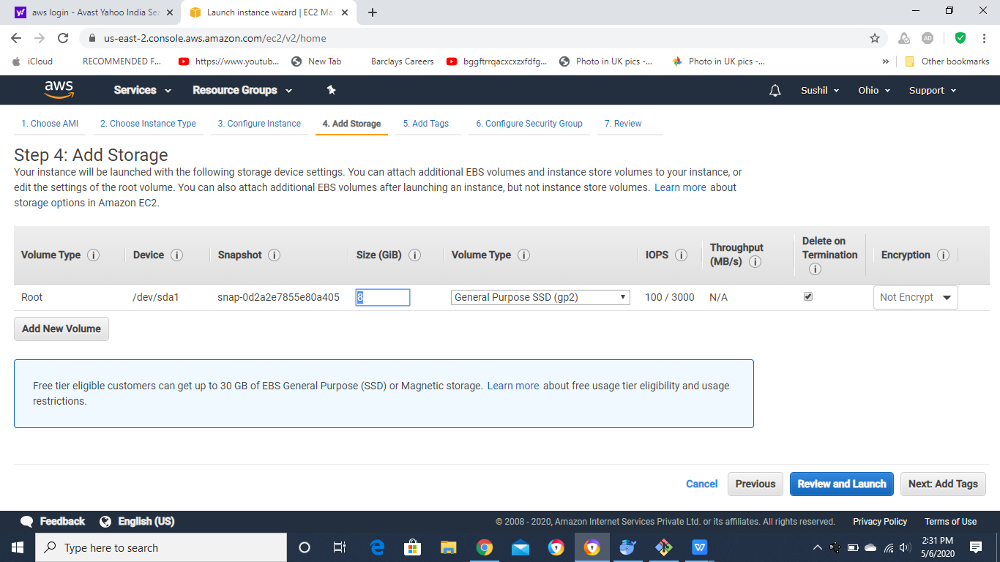 aws login - Avast Yahoo India Sea
Launch instance wizard | EC2 Ma
us-east-2.console.aws.amazon.com/ec2/v2/home
AD
iCloud
RECOMMENDED F...
https://www.youtub...
New Tab
Barclays Careers
bggftrrqacxcxzxfdfg...
Photo in UK pics -...
Photo in UK pics -...
»
Other bookmarks
aws
Services
Resource Groups
Sushil
Ohio
Support
1. Choose AMI
2. Choose Instance Type
3. Configure Instance
4. Add Storage
5. Add Tags
6. Configure Security Group
7. Review
Step 4: Add Storage
Your instance will be launched with the following storage device settings. You can attach additional EBS volumes and instance store volumes to your instance, or
edit the settings of the root volume. You can also attach additional EBS volumes after launching an instance, but not instance store volumes. Learn more about
storage options in Amazon EC2.
Volume Type i
Device i
Snapshot i
Size (GiB) i
Volume Type i
IOPS i
Throughput
(MB/s) i
Delete on
Termination
i
Encryption i
Root
/dev/sda1
snap-0d2a2e7855e80a405
8
General Purpose SSD (gp2)
100 / 3000
N/A
Not Encrypt
Add New Volume
Free tier eligible customers can get up to 30 GB of EBS General Purpose (SSD) or Magnetic storage. Learn more about free usage tier eligibility and usage
restrictions.
Cancel
Previous
Review and Launch
Next: Add Tags
Feedback
English (US)
© 2008 - 2020, Amazon Internet Services Private Ltd. or its affiliates. All rights reserved.
Privacy Policy
Terms of Use
Type here to search
W
2:31 PM
5/6/2020